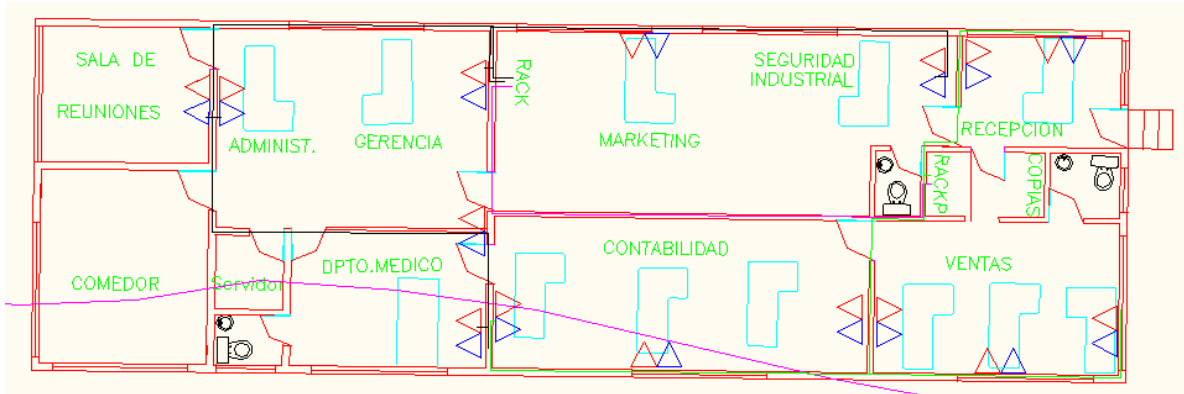 SALA DE
REUNIONES
ADMINIST.
GERENCIA
RACK
MARKETING
SEGURIDAD
INDUSTRIAL
RECEPCION
RACKP
COPIAS
COMEDOR
Servidor
DPTO.MEDICO
CONTABILIDAD
VENTAS